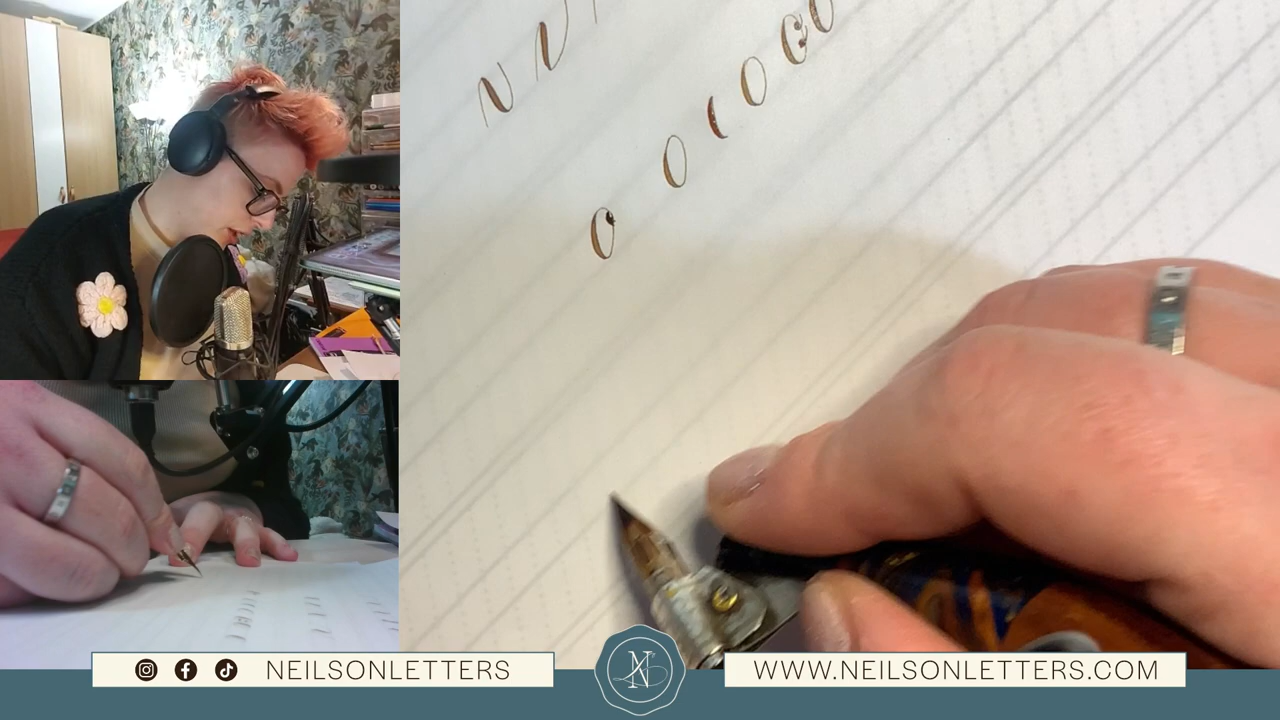 n n
o o c o o o
NEILSONLETTERS
N
WWW.NEILSONLETTERS.COM